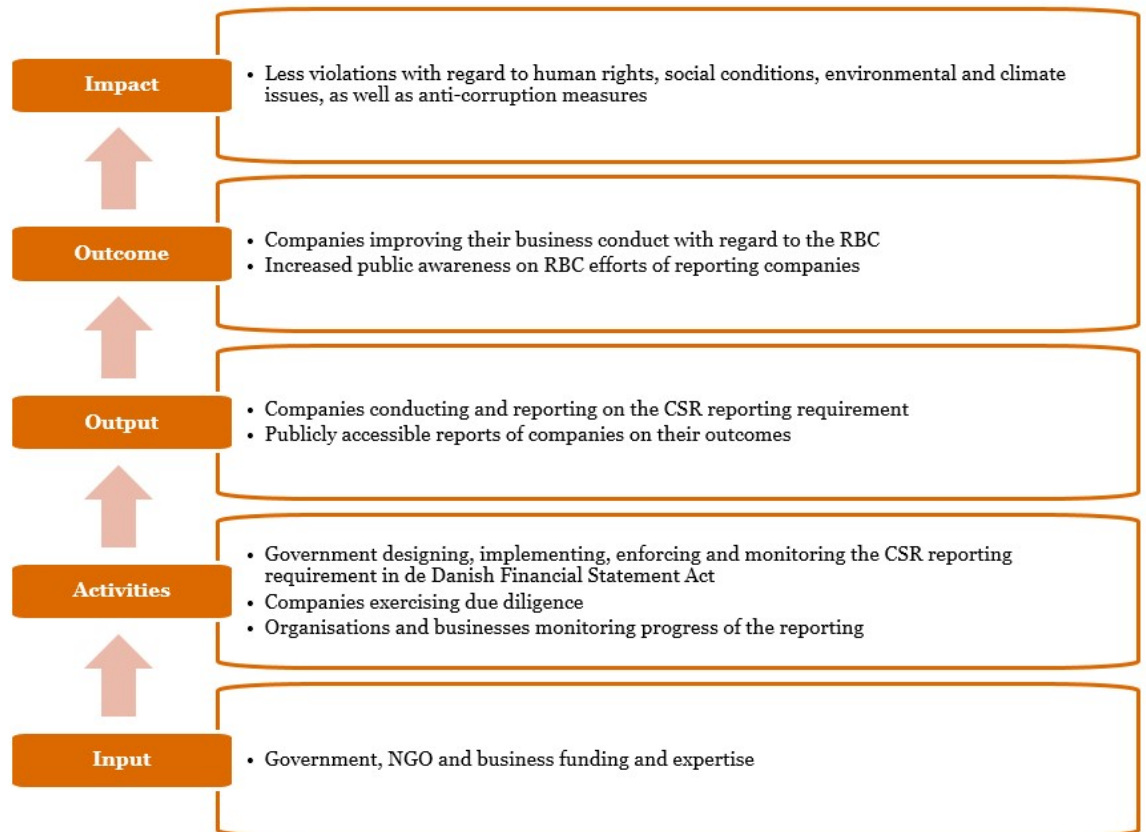 Impact
• Less violations with regard to human rights, social conditions, environmental and climate
issues, as well as anti-corruption measures
Outcome
• Companies improving their business conduct with regard to the RBC
• Increased public awareness on RBC efforts of reporting companies
Output
• Companies conducting and reporting on the CSR reporting requirement
• Publicly accessible reports of companies on their outcomes
Activities
• Government designing, implementing, enforcing and monitoring the CSR reporting
requirement in de Danish Financial Statement Act
• Companies exercising due diligence
• Organisations and businesses monitoring progress of the reporting
Input
• Government, NGO and business funding and expertise